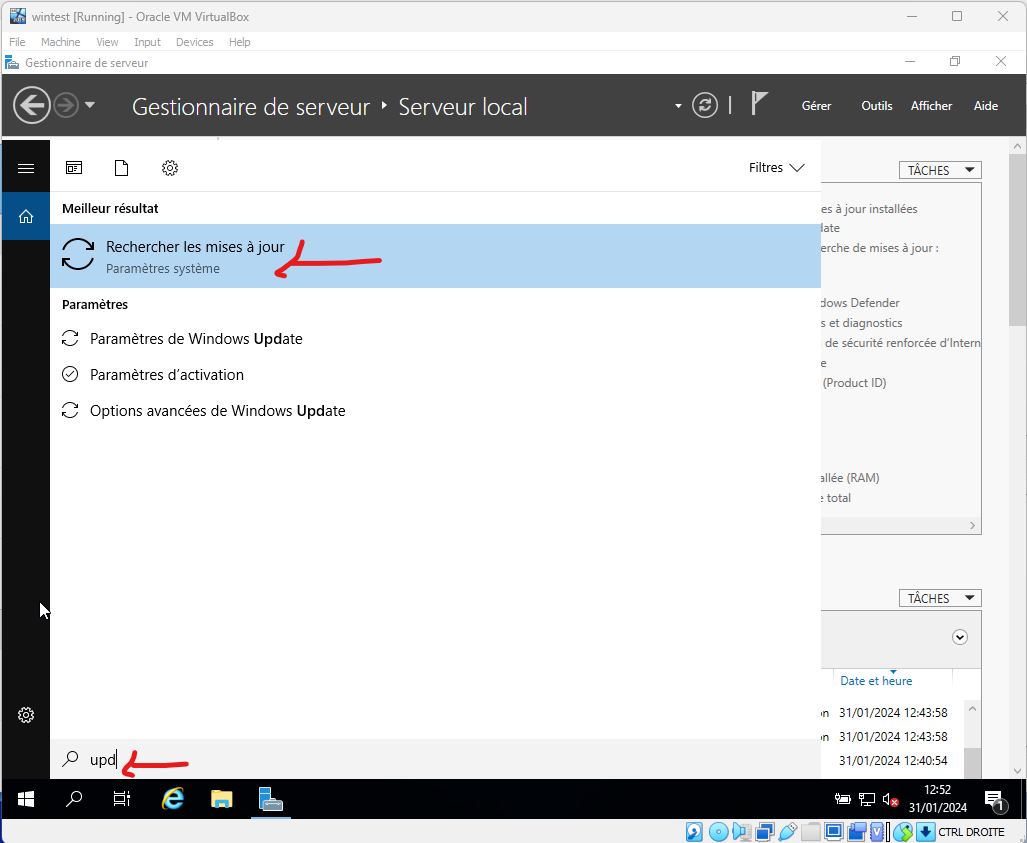 wintest [Running] - Oracle VM VirtualBox
File Machine View Input Devices Help
Gestionnaire de serveur
Gestionnaire de serveur ‣ Serveur local
Gérer Outils Afficher Aide
Filtres
TÂCHES
Meilleur résultat
Rechercher les mises à jour
Paramètres système
Paramètres
Paramètres de Windows Update
Paramètres d’activation
Options avancées de Windows Update
es à jour installées
date
erche de mises à jour :
dows Defender
s et diagnostics
de sécurité renforcée d’Intern
e
(Product ID)
allée (RAM)
e total
TÂCHES
Date et heure
on 31/01/2024 12:43:58
on 31/01/2024 12:43:58
31/01/2024 12:40:54
upd
12:52
31/01/2024
1
CTRL DROITE